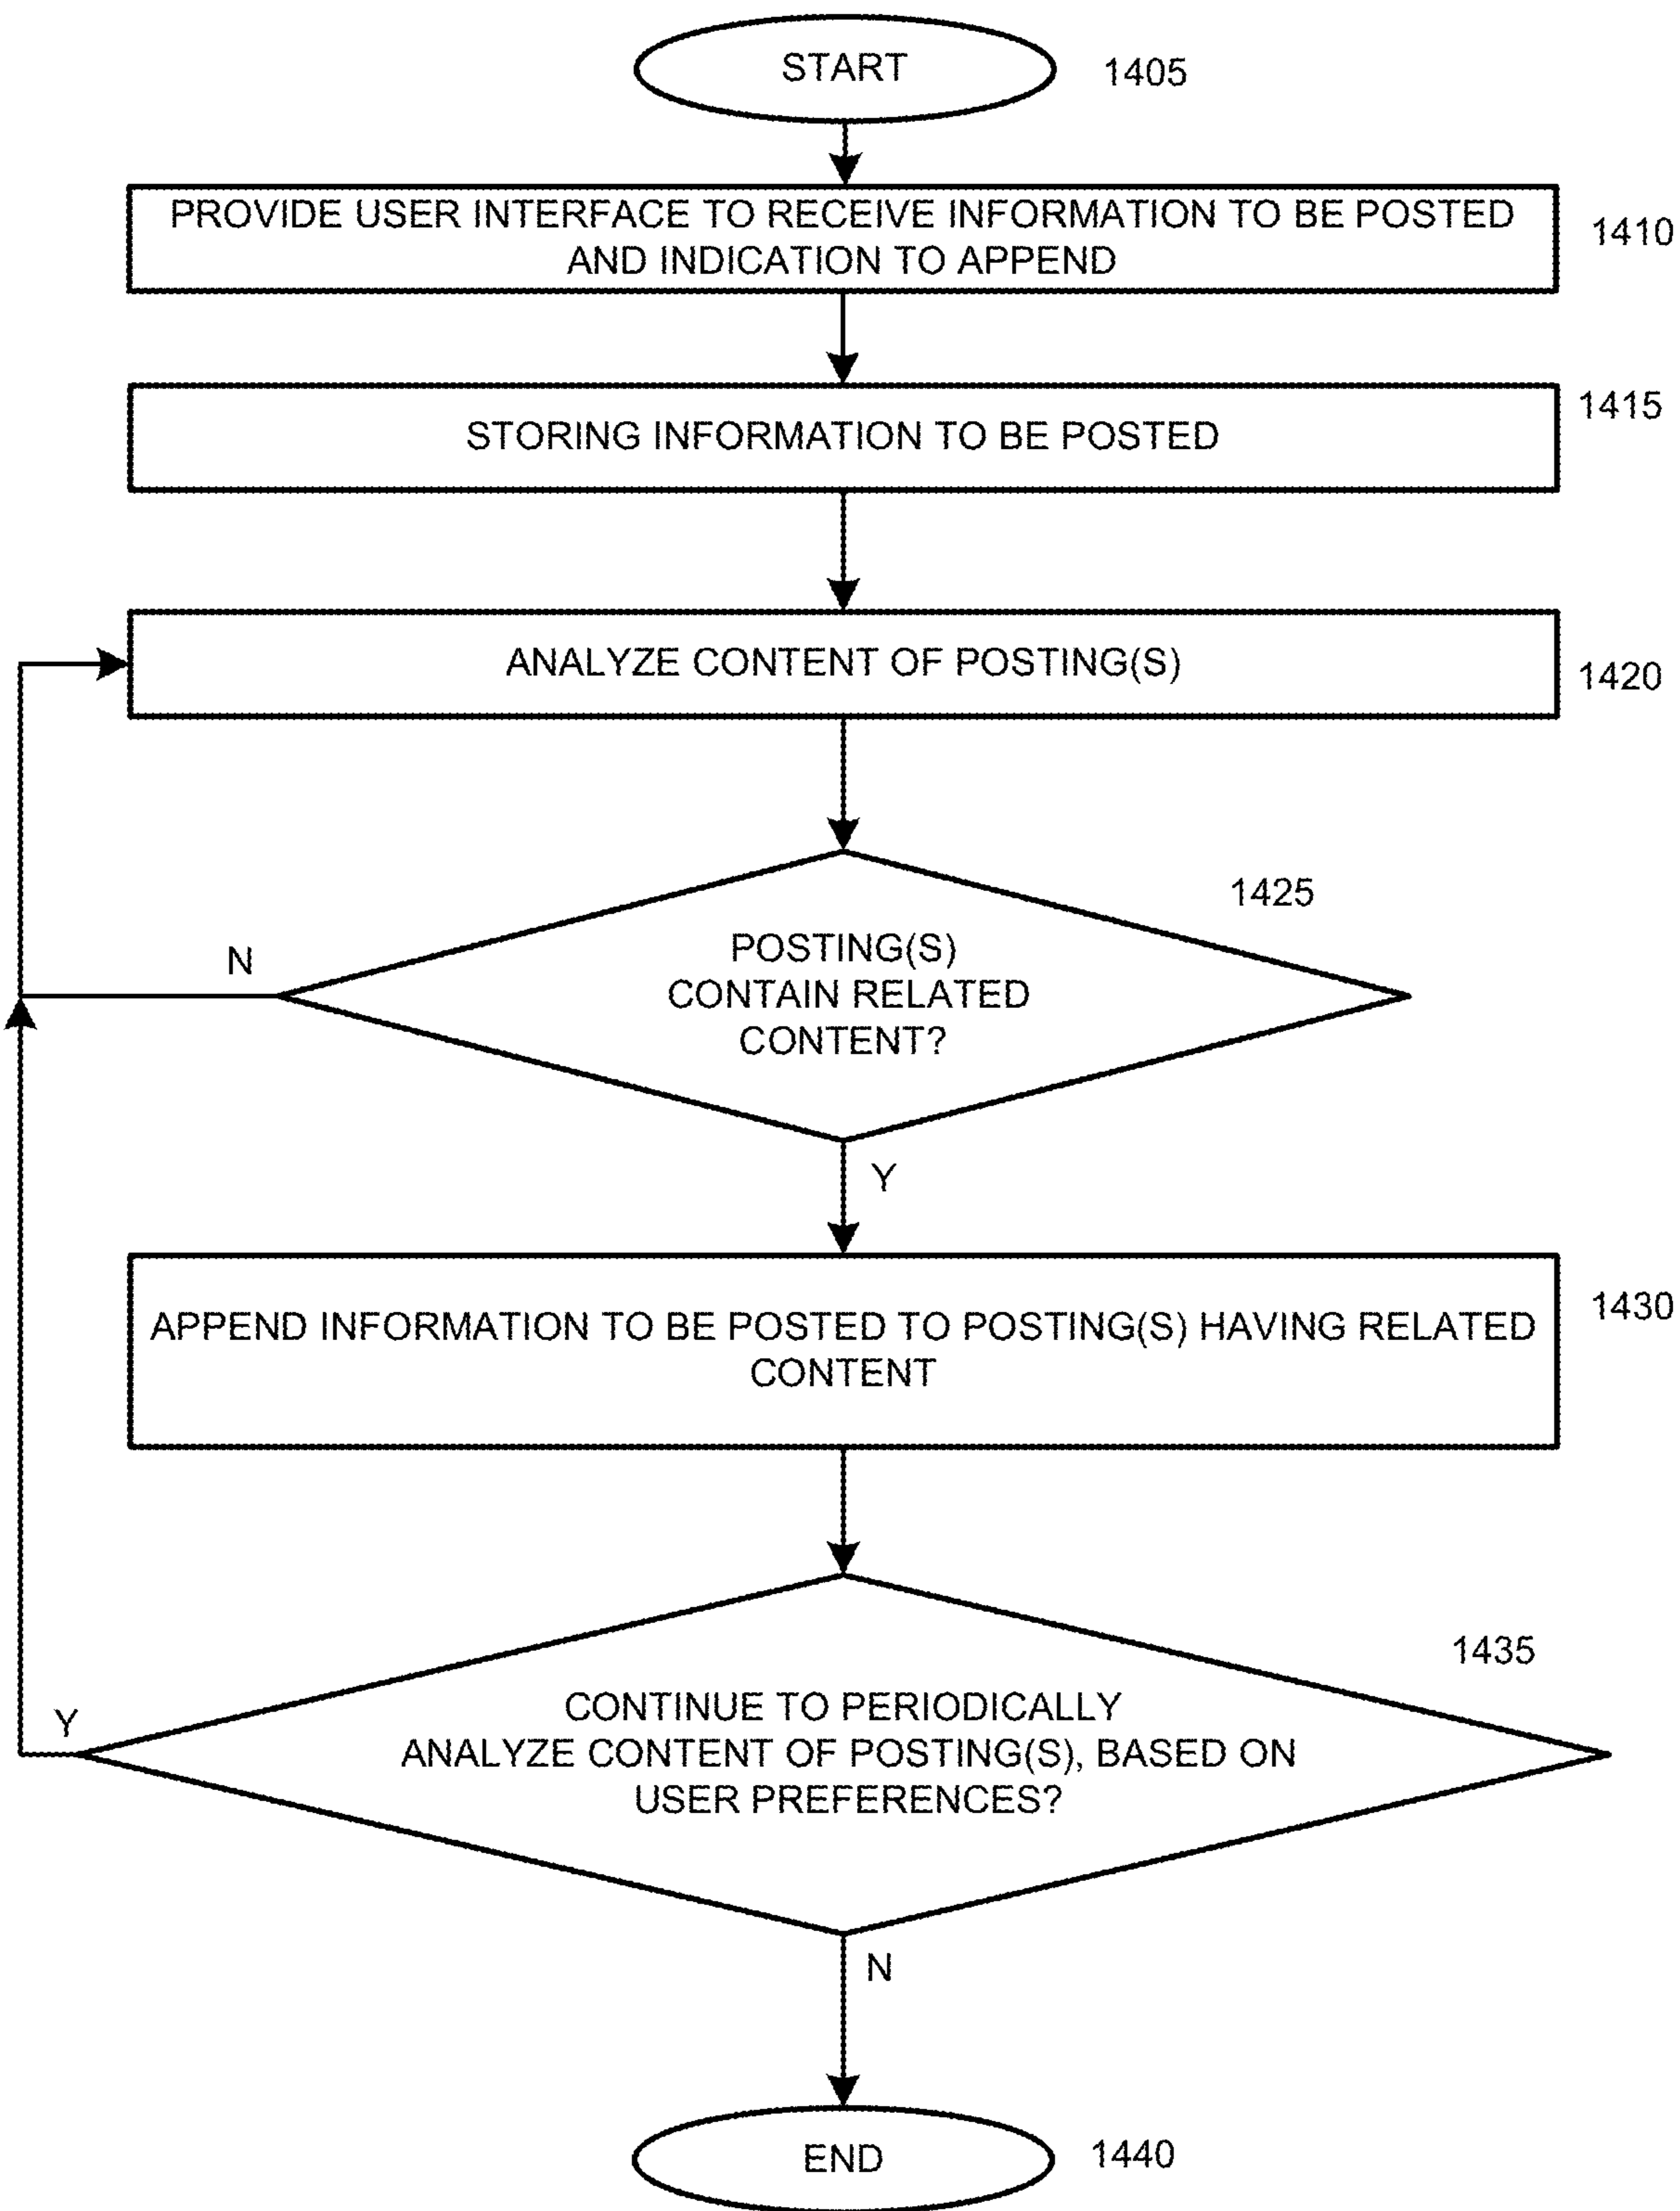 START
1405
PROVIDE USER INTERFACE TO RECEIVE INFORMATION TO BE POSTED
AND INDICATION TO APPEND
1410
STORING INFORMATION TO BE POSTED
1415
ANALYZE CONTENT OF POSTING(S)
1420
1425
POSTING(S)
CONTAIN RELATED
CONTENT?
N
Y
APPEND INFORMATION TO BE POSTED TO POSTING(S) HAVING RELATED
CONTENT
1430
1435
CONTINUE TO PERIODICALLY
ANALYZE CONTENT OF POSTING(S), BASED ON
USER PREFERENCES?
Y
N
END
1440